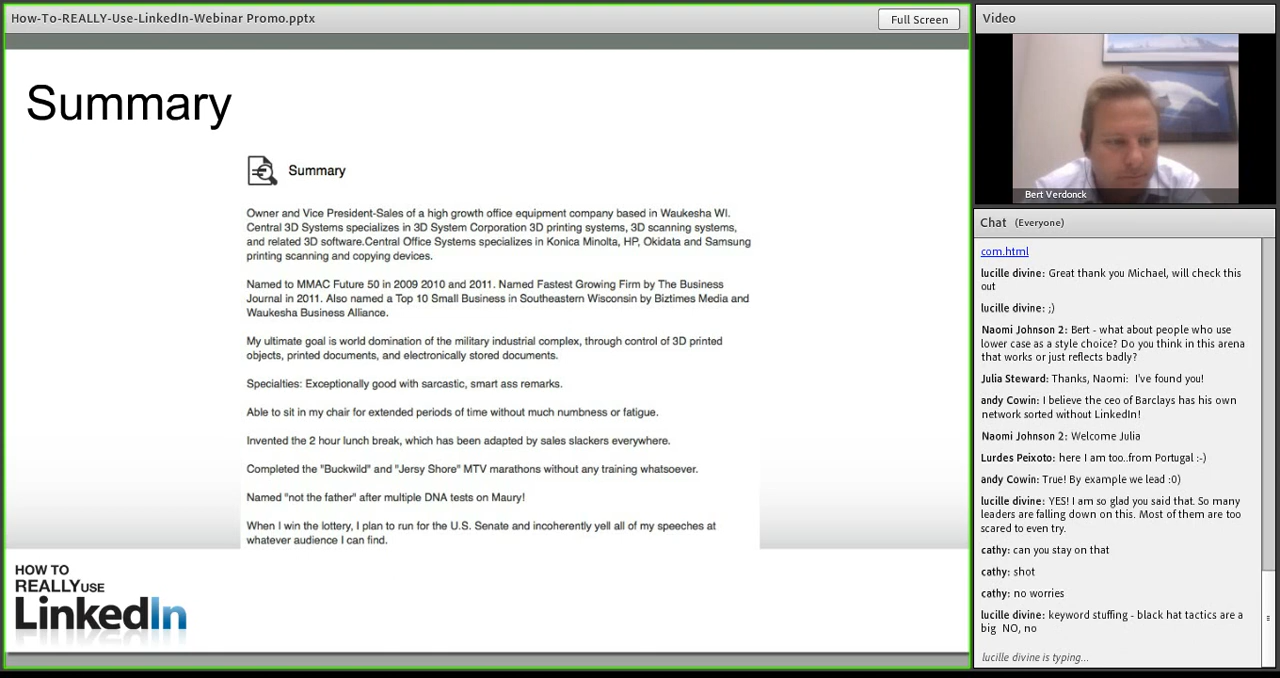 How-To-REALLY-Use-LinkedIn-Webinar Promo.pptx
Full Screen
Summary
Summary
Owner and Vice President-Sales of a high growth office equipment company based in Waukesha WI.
Central 3D Systems specializes in 3D System Corporation 3D printing systems, 3D scanning systems,
and related 3D software.Central Office Systems specializes in Konica Minolta, HP, Okidata and Samsung
printing scanning and copying devices.
Named to MMAC Future 50 in 2009 2010 and 2011. Named Fastest Growing Firm by The Business
Journal in 2011. Also named a Top 10 Small Business in Southeastern Wisconsin by Biztimes Media and
Waukesha Business Alliance.
My ultimate goal is world domination of the military industrial complex, through control of 3D printed
objects, printed documents, and electronically stored documents.
Specialties: Exceptionally good with sarcastic, smart ass remarks.
Able to sit in my chair for extended periods of time without much numbness or fatigue.
Invented the 2 hour lunch break, which has been adapted by sales slackers everywhere.
Completed the "Buckwild" and "Jersy Shore" MTV marathons without any training whatsoever.
Named "not the father" after multiple DNA tests on Maury!
When I win the lottery, I plan to run for the U.S. Senate and incoherently yell all of my speeches at
whatever audience I can find.
HOW TO
REALLY USE
LinkedIn
Video
Bert Verdonck
Chat (Everyone)
com.html
lucille divine: Great thank you Michael, will check this
out
lucille divine: ;)
Naomi Johnson 2: Bert - what about people who use
lower case as a style choice? Do you think in this arena
that works or just reflects badly?
Julia Steward: Thanks, Naomi: I've found you!
andy Cowin: I believe the ceo of Barclays has his own
network sorted without LinkedIn!
Naomi Johnson 2: Welcome Julia
Lurdes Peixoto: here I am too..from Portugal :-)
andy Cowin: True! By example we lead :0)
lucille divine: YES! I am so glad you said that. So many
leaders are falling down on this. Most of them are too
scared to even try.
cathy: can you stay on that
cathy: shot
cathy: no worries
lucille divine: keyword stuffing - black hat tactics are a
big NO, no
lucille divine is typing...